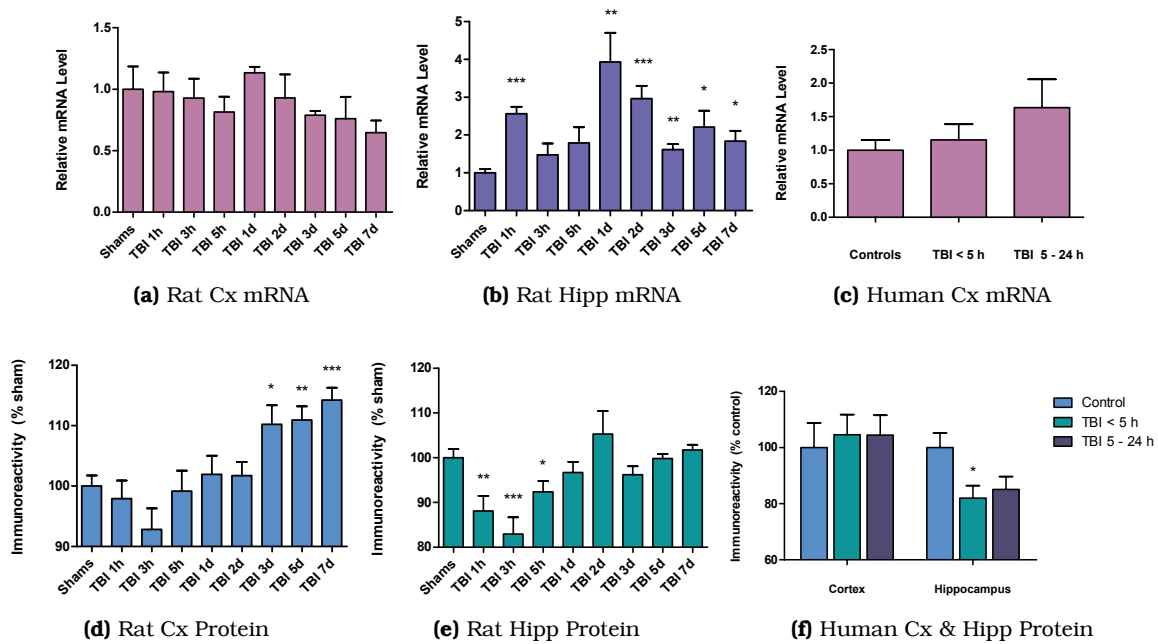 Relative mRNA Level
1.5
1.0
0.5
0.0
Shams
TBI 1h
TBI 3h
TBI 5h
TBI 1d
TBI 2d
TBI 3d
TBI 5d
TBI 7d
(a) Rat Cx mRNA
Relative mRNA Level
5
4
3
2
1
0
***
**
***
**
*
*
Shams
TBI 1h
TBI 3h
TBI 5h
TBI 1d
TBI 2d
TBI 3d
TBI 5d
TBI 7d
(b) Rat Hipp mRNA
Relative mRNA Level
2.5
2.0
1.5
1.0
0.5
0.0
Controls
TBI < 5 h
TBI 5 - 24 h
(c) Human Cx mRNA
Immunoreactivity (% sham)
120
110
100
90
*
**
***
Shams
TBI 1h
TBI 3h
TBI 5h
TBI 1d
TBI 2d
TBI 3d
TBI 5d
TBI 7d
(d) Rat Cx Protein
Immunoreactivity (% sham)
120
110
100
90
80
**
***
*
Shams
TBI 1h
TBI 3h
TBI 5h
TBI 1d
TBI 2d
TBI 3d
TBI 5d
TBI 7d
(e) Rat Hipp Protein
Immunoreactivity (% control)
120
100
80
60
*
Cortex
Hippocampus
Control
TBI < 5 h
TBI 5 - 24 h
(f) Human Cx & Hipp Protein